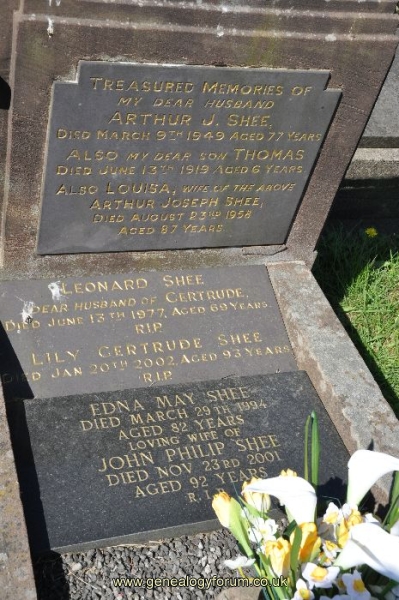 TREASURED MEMORIES OF
MY DEAR HUSBAND
ARTHUR J. SHEE,
DIED MARCH 9TH 1949 AGED 77 YEARS
ALSO MY DEAR SON THOMAS
DIED JUNE 13TH 1919 AGED 6 YEARS
ALSO LOUISA, WIFE OF THE ABOVE
ARTHUR JOSEPH SHEE,
DIED AUGUST 23RD 1958
AGED 87 YEARS
LEONARD SHEE
DEAR HUSBAND OF GERTRUDE,
DIED JUNE 13TH 1977, AGED 69 YEARS
R.I.P.
LILY GERTRUDE SHEE
DIED JAN 20TH 2002, AGED 93 YEARS
R.I.P.
EDNA MAY SHEE
DIED MARCH 29TH 1994
AGED 82 YEARS
LOVING WIFE OF
JOHN PHILIP SHEE
DIED NOV 23RD 2001
AGED 92 YEARS
R.I.
www.genealogyforum.co.uk